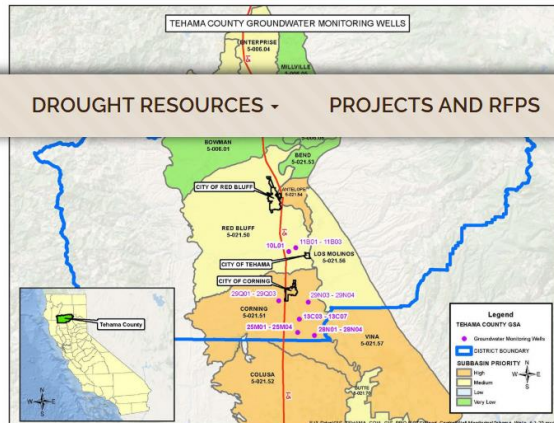 TEHAMA COUNTY GROUNDWATER MONITORING WELLS
ENTERPRISE
5-006.04
MILLVILLE
DROUGHT RESOURCES
PROJECTS AND RFPS
BOWMAN
5-006.01
BEND
5-021.53
ANTELOPE
5-021.54
CITY OF RED BLUFF
I-5
RED BLUFF
5-021.50
10L01
11B01 - 11B03
LOS MOLINOS
5-021.56
CITY OF TEHAMA
CITY OF CORNING
29Q01 - 29Q03
29N03 - 29N04
CORNING
5-021.51
13C03 - 13C07
25M01 - 25M04
28N01 - 28N04
VINA
5-021.57
COLUSA
5-021.52
I-5
Tehama County
N
W
E
S
Legend
TEHAMA COUNTY GSA
Groundwater Monitoring Wells
DISTRICT BOUNDARY
SUBBASIN PRIORITY
High
Medium
Low
Very Low
N
W
E
S